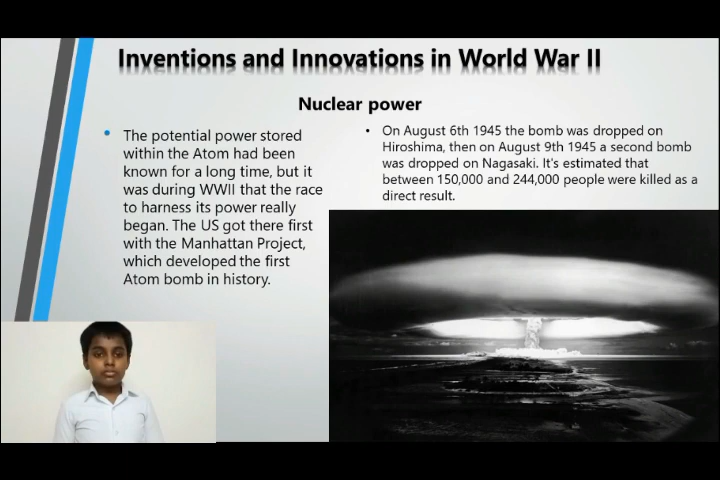 Inventions and Innovations in World War II
Nuclear power
The potential power stored
within the Atom had been
known for a long time, but it
was during WWII that the race
to harness its power really
began. The US got there first
with the Manhattan Project,
which developed the first
Atom bomb in history.
On August 6th 1945 the bomb was dropped on
Hiroshima, then on August 9th 1945 a second bomb
was dropped on Nagasaki. It's estimated that
between 150,000 and 244,000 people were killed as a
direct result.